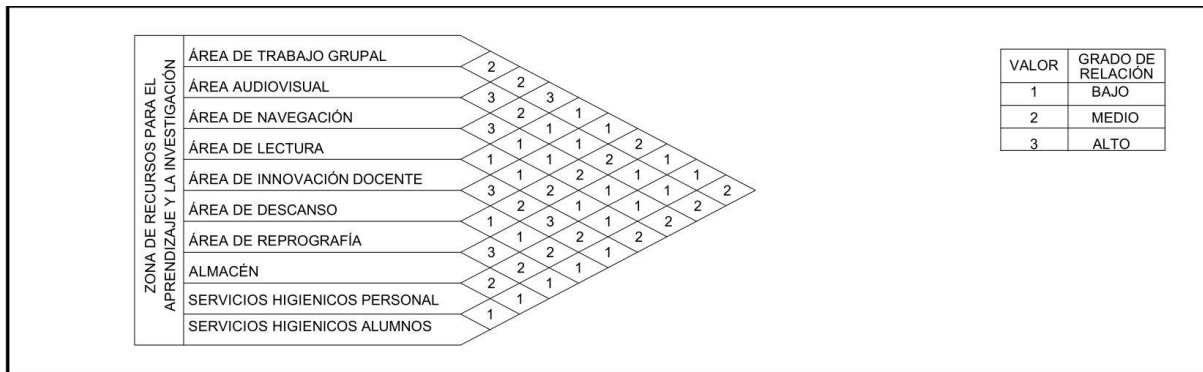 ZONA DE RECURSOS PARA EL
APRENDIZAJE Y LA INVESTIGACIÓN
ÁREA DE TRABAJO GRUPAL
ÁREA AUDIOVISUAL
ÁREA DE NAVEGACIÓN
ÁREA DE LECTURA
ÁREA DE INNOVACIÓN DOCENTE
ÁREA DE DESCANSO
ÁREA DE REPROGRAFÍA
ALMACÉN
SERVICIOS HIGIENICOS PERSONAL
SERVICIOS HIGIENICOS ALUMNOS
2
2
3 3
2 1
3 1 1
1 1 2
1 1 2 1
1 2 1 1
3 2 1 1 2
2 1 1 2
1 3 1 2
1 2 2
3 2 1
2 1
2 1
1
1
VALOR GRADO DE
RELACIÓN
1 BAJO
2 MEDIO
3 ALTO